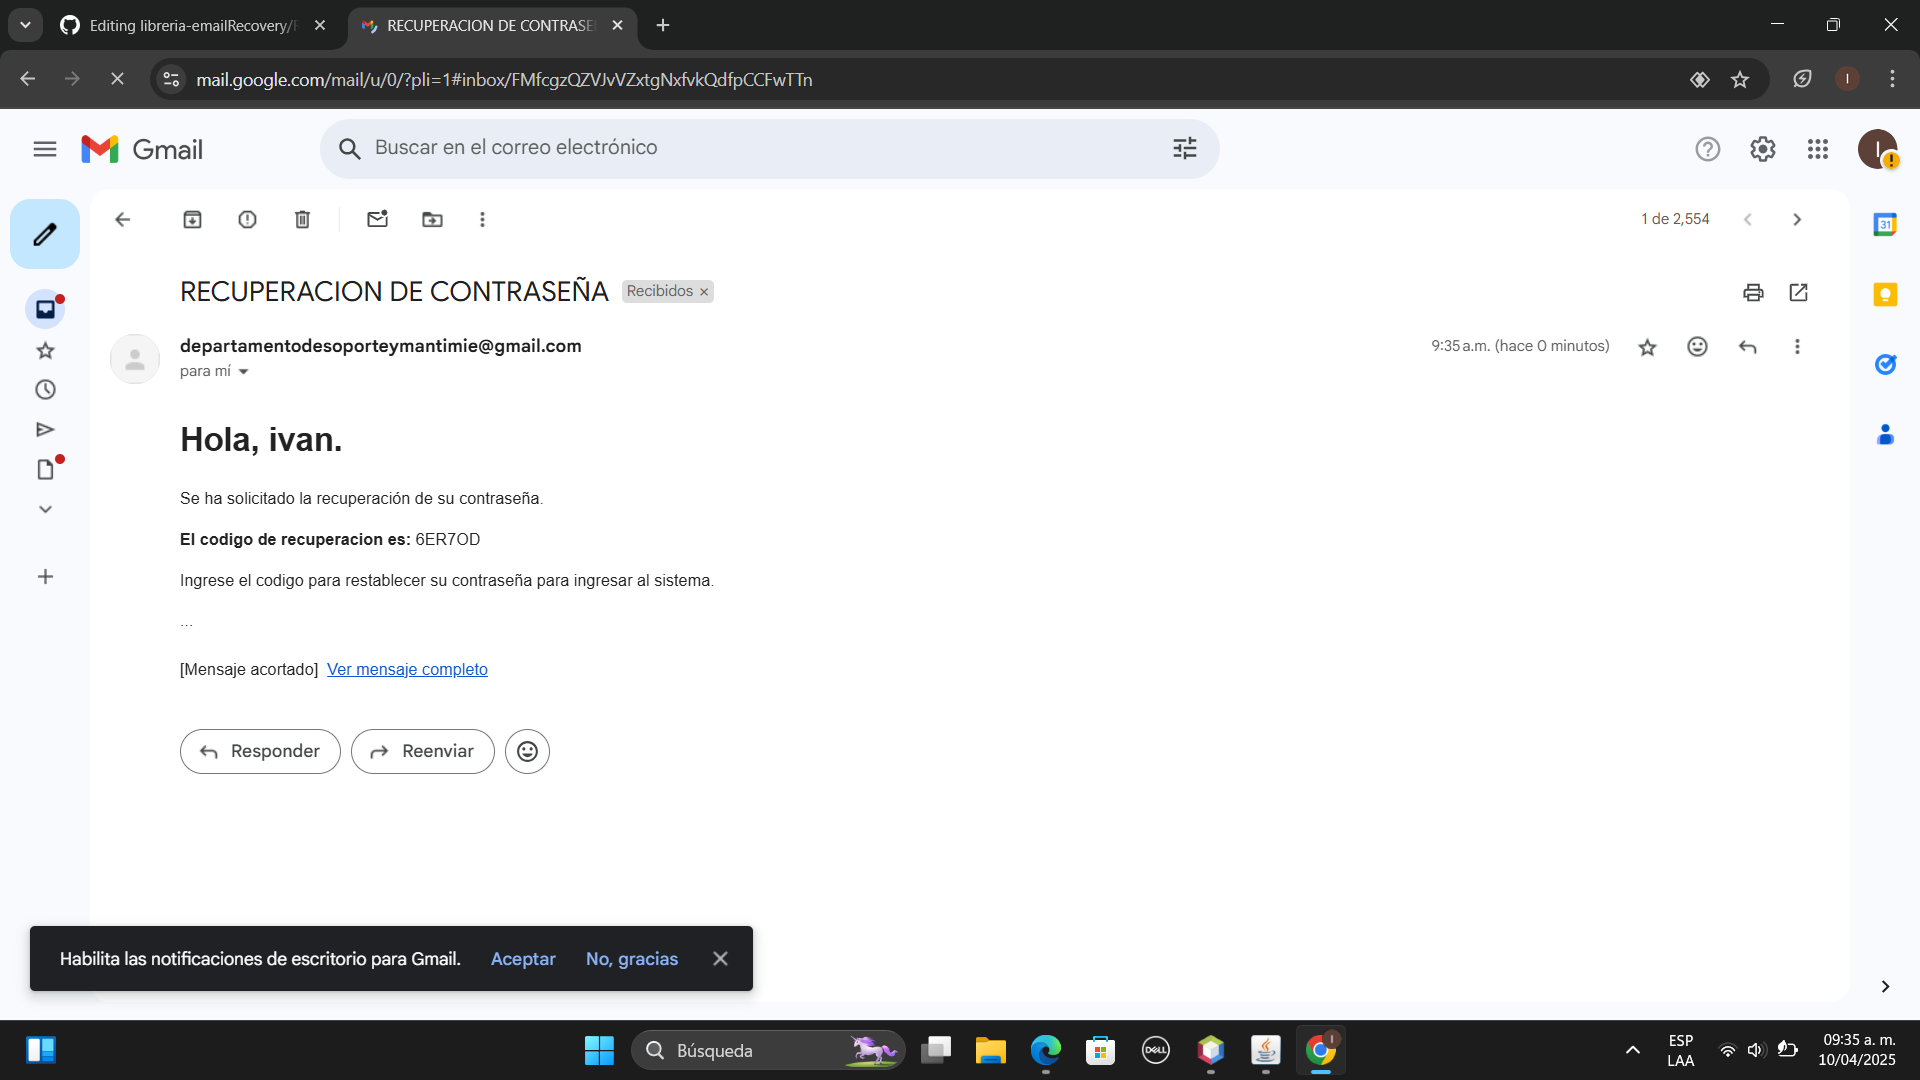 Editing libreria-emailRecovery/
RECUPERACION DE CONTRASE
mail.google.com/mail/u/0/?pli=1#inbox/FMfcgzQZVJvVZxtgNxfvkQdfpCCFwTTn
I
Gmail
Buscar en el correo electrónico
I
1 de 2,554
31
RECUPERACION DE CONTRASEÑA Recibidos ×
departamentodesoporteymantimie@gmail.com
9:35 a.m. (hace 0 minutos)
para mí
Hola, ivan.
Se ha solicitado la recuperación de su contraseña.
El codigo de recuperacion es: 6ER7OD
Ingrese el codigo para restablecer su contraseña para ingresar al sistema.
...
[Mensaje acortado] Ver mensaje completo
Responder
Reenviar
Habilita las notificaciones de escritorio para Gmail. Aceptar No, gracias
Búsqueda
DELL
I
ESP
LAA
09:35 a. m.
10/04/2025